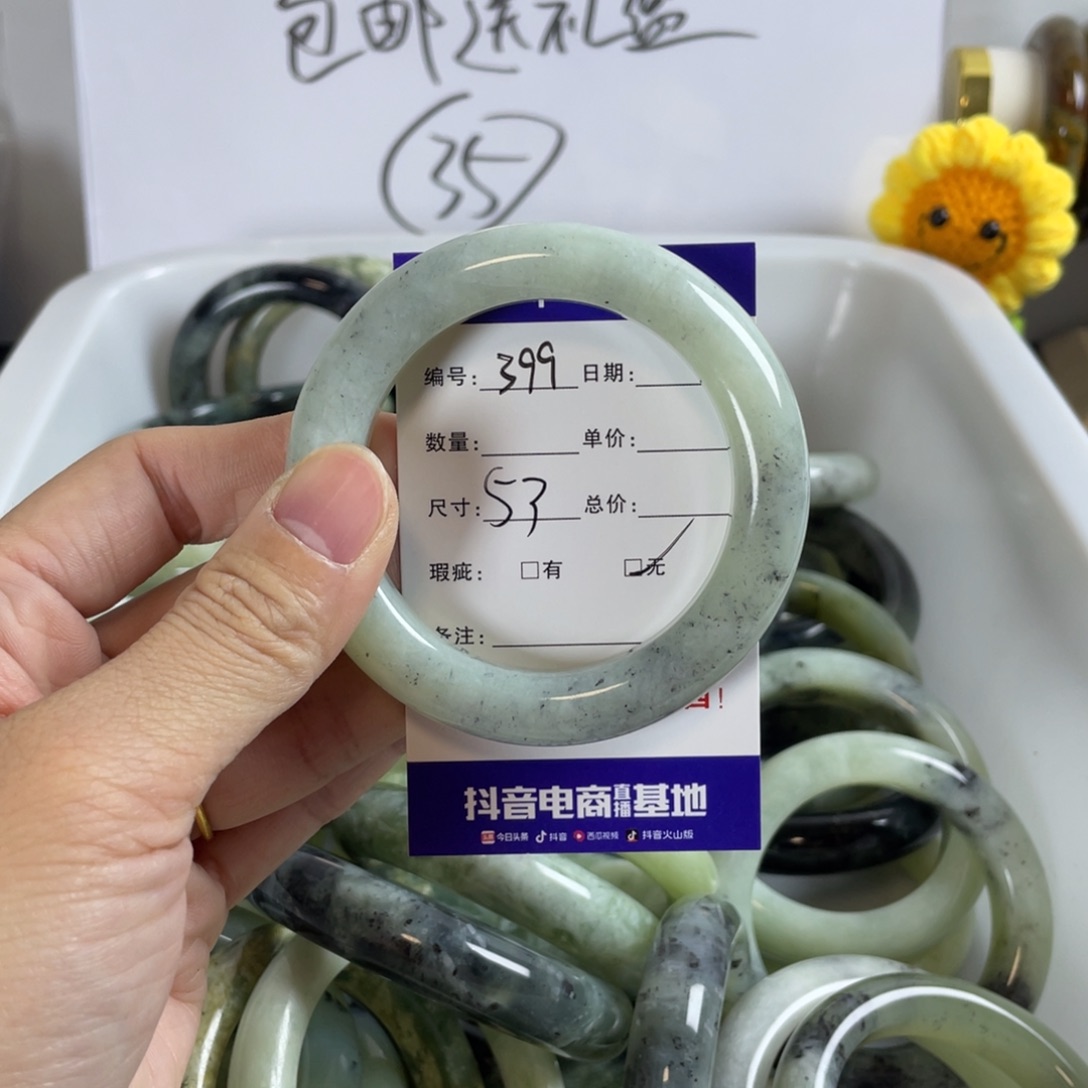 包邮送礼盒
35
编号: 399 日期:
数量: 单价:
尺寸: 53 总价:
瑕疵: □有 □无
备注:
!
抖音电商直播基地
今日头条 抖音 西瓜视频 抖音火山版